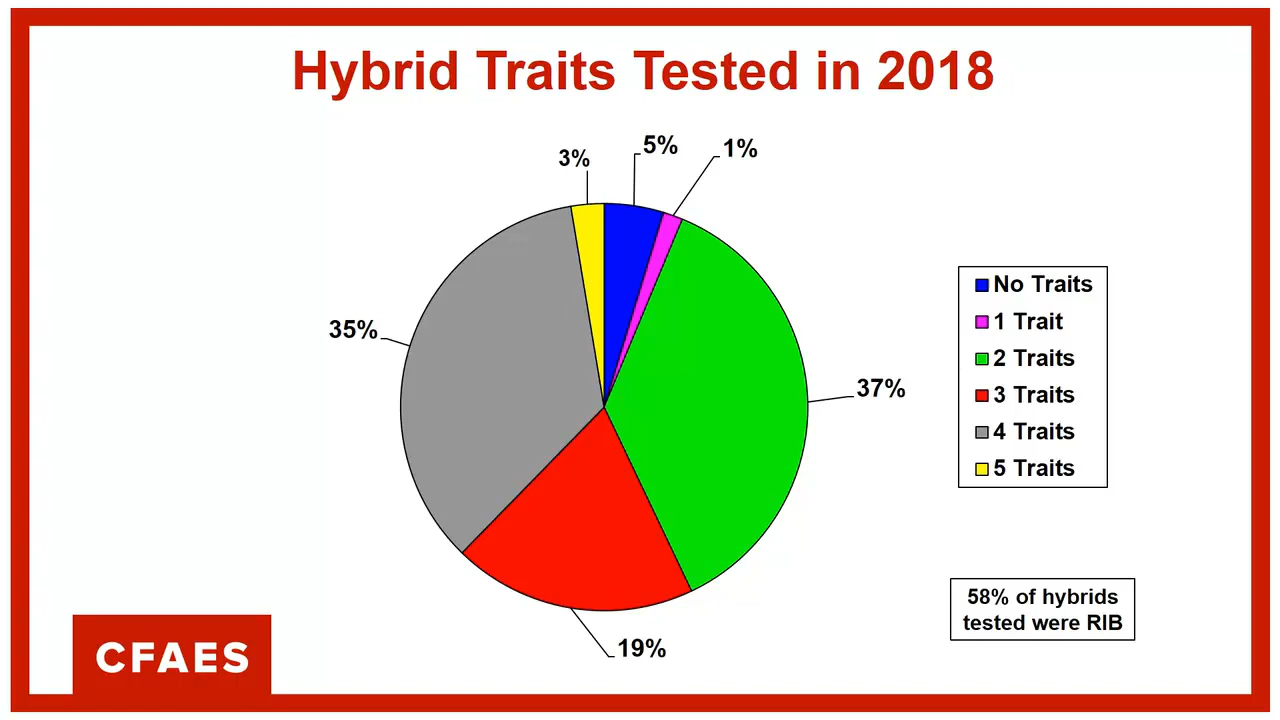 Hybrid Traits Tested in 2018
3%
5%
1%
35%
37%
19%
No Traits
1 Trait
2 Traits
3 Traits
4 Traits
5 Traits
58% of hybrids
tested were RIB
CFAES